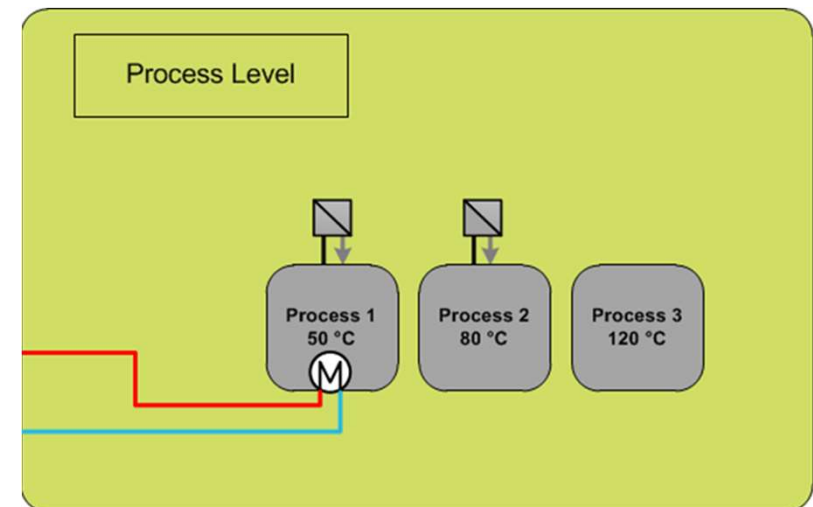 Process Level
Process 1
50 °C
M
Process 2
80 °C
Process 3
120 °C